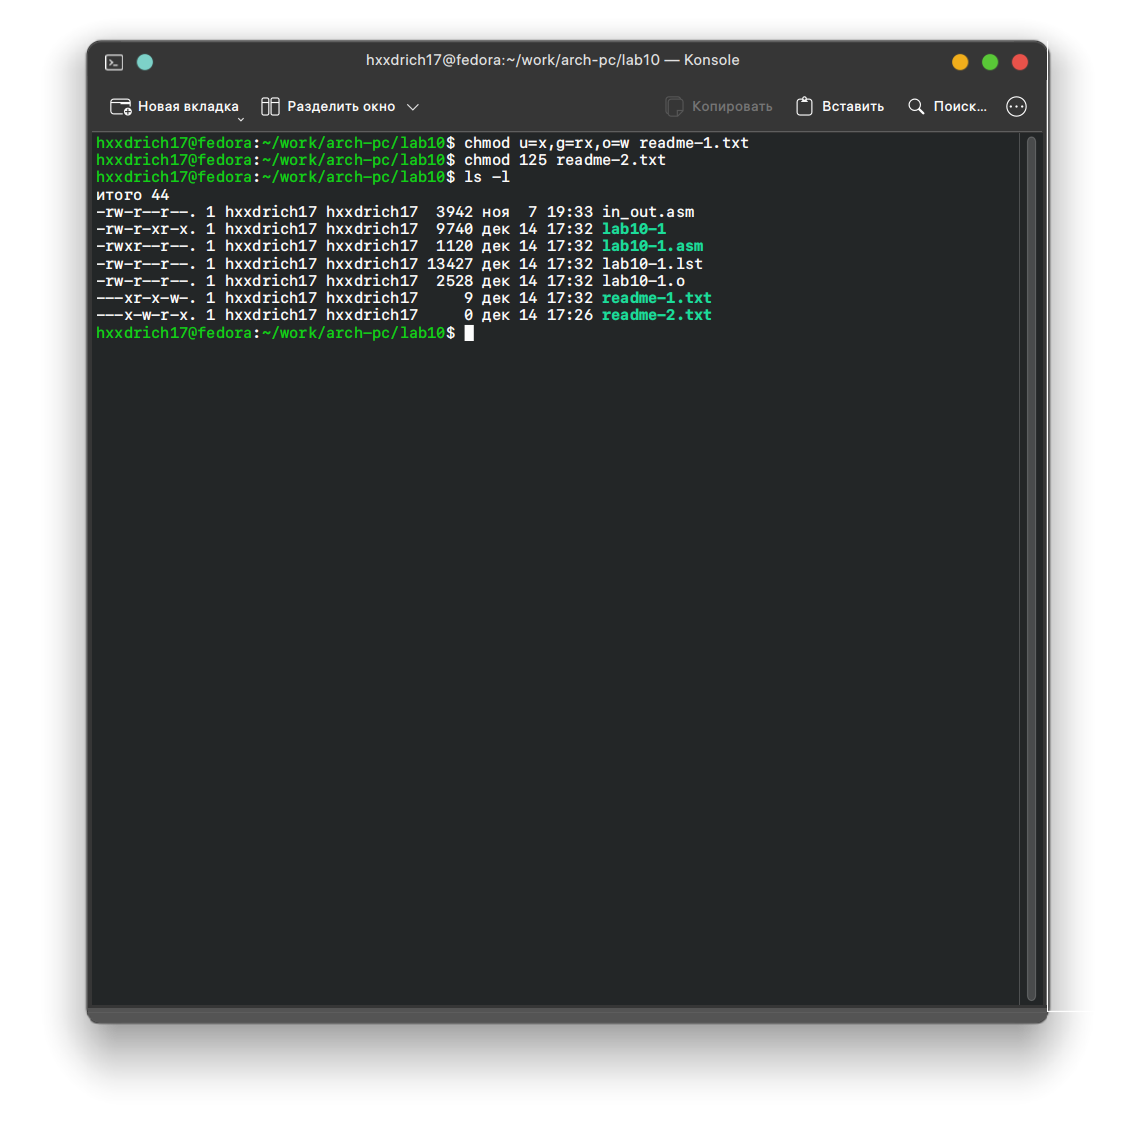 hxxdrich17@fedora:~/work/arch-pc/lab10 — Konsole
Новая вкладка Разделить окно Копировать Вставить Поиск...
hxxdrich17@fedora:~/work/arch-pc/lab10$ chmod u=x,g=rx,o=w readme-1.txt
hxxdrich17@fedora:~/work/arch-pc/lab10$ chmod 125 readme-2.txt
hxxdrich17@fedora:~/work/arch-pc/lab10$ ls -l
итого 44
-rw-r--r--. 1 hxxdrich17 hxxdrich17  3942 ноя  7 19:33 in_out.asm
-rw-r-xr-x. 1 hxxdrich17 hxxdrich17  9740 дек 14 17:32 lab10-1
-rwxr--r--. 1 hxxdrich17 hxxdrich17  1120 дек 14 17:32 lab10-1.asm
-rw-r--r--. 1 hxxdrich17 hxxdrich17 13427 дек 14 17:32 lab10-1.lst
-rw-r--r--. 1 hxxdrich17 hxxdrich17  2528 дек 14 17:32 lab10-1.o
---xr-x-w-. 1 hxxdrich17 hxxdrich17     9 дек 14 17:32 readme-1.txt
---x-w-r-x. 1 hxxdrich17 hxxdrich17     0 дек 14 17:26 readme-2.txt
hxxdrich17@fedora:~/work/arch-pc/lab10$